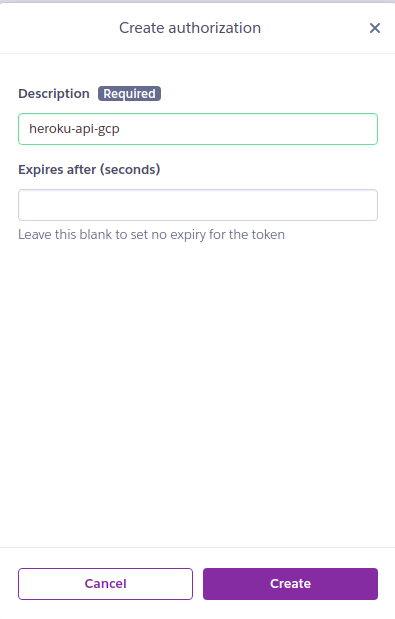 Create authorization
Description Required
heroku-api-gcp
Expires after (seconds)
Leave this blank to set no expiry for the token
Cancel Create